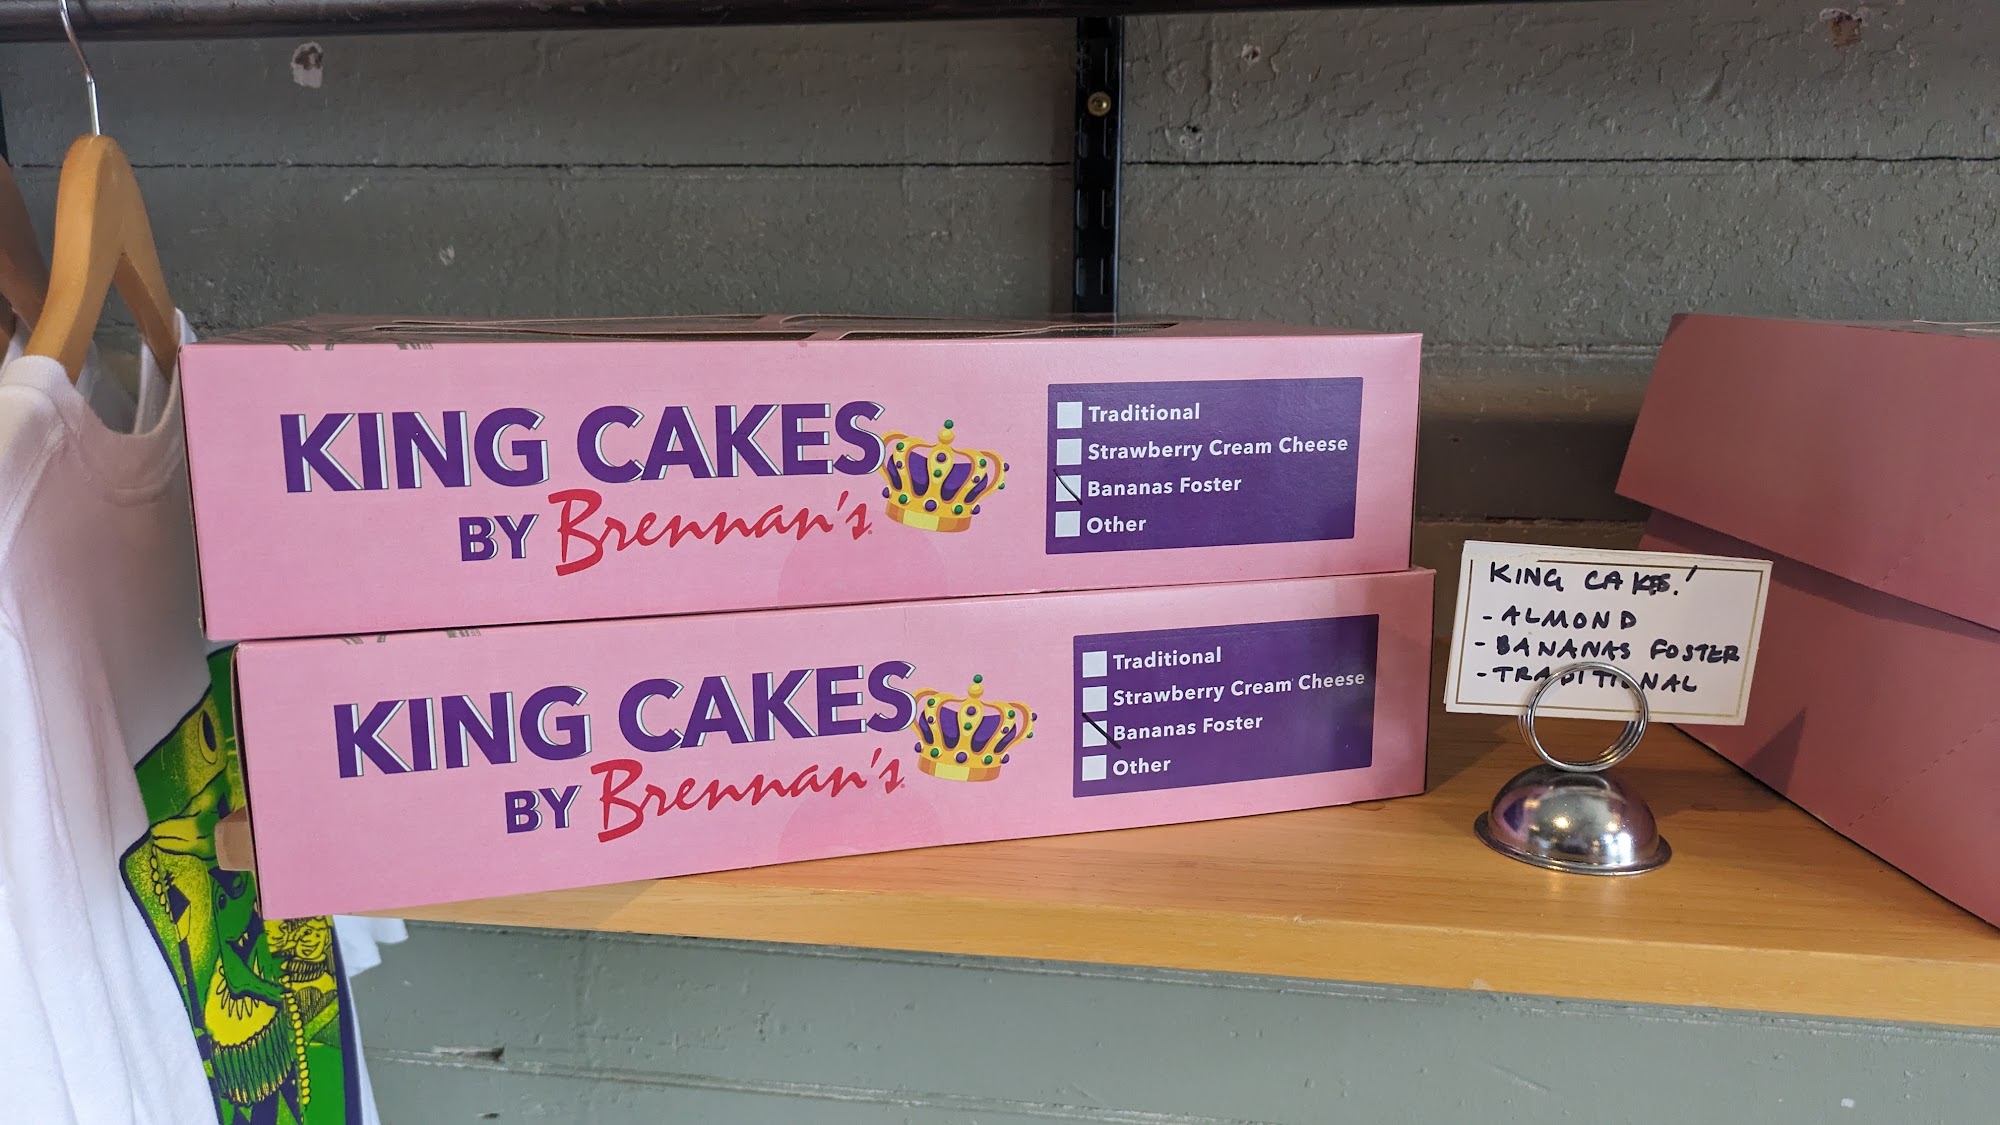 KING CAKES
BY Brennan's
Traditional
Strawberry Cream Cheese
Bananas Foster
Other
KING CAKES
BY Brennan's
Traditional
Strawberry Cream Cheese
Bananas Foster
Other
KING CAKES!
- ALMOND
- BANANAS FOSTER
- TRADITIONAL